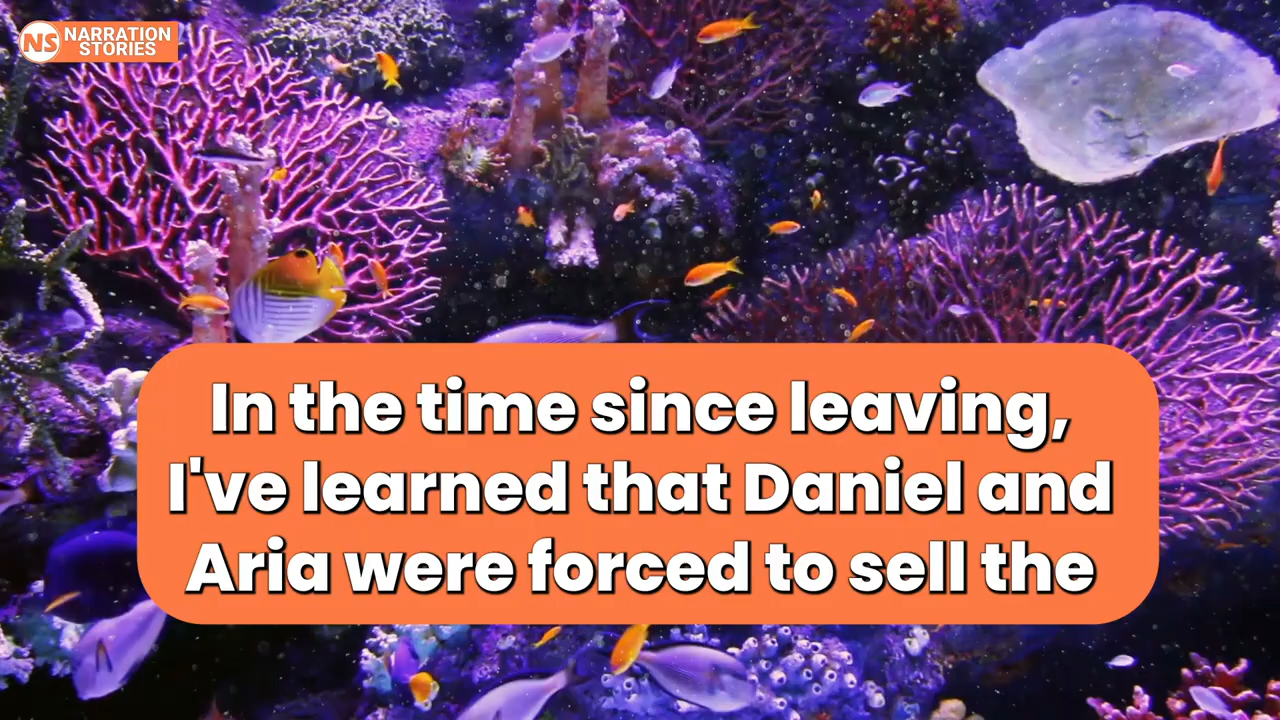 NS NARRATION
STORIES
In the time since leaving,
I've learned that Daniel and
Aria were forced to sell the